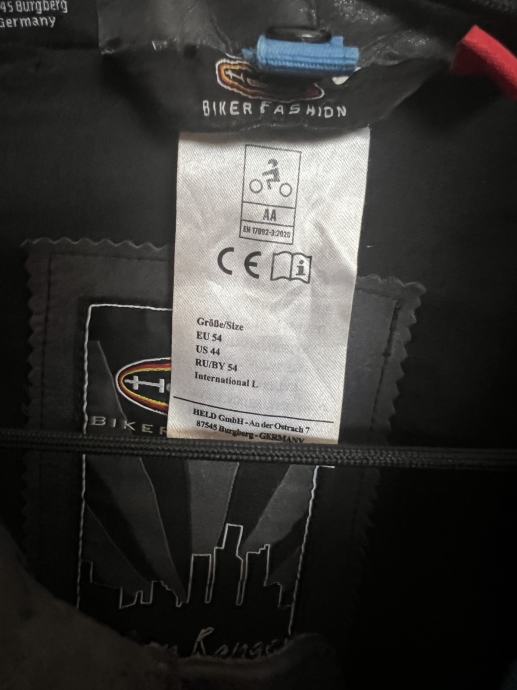 45 Burgberg
Germany
BIKER FASHION
AA
EN 17092-3:2020
CE
Größe/Size
EU 54
US 44
RU/BY 54
International L
HELD GmbH - An der Ostrach 7
87545 Burgberg - GERMANY
BIKER